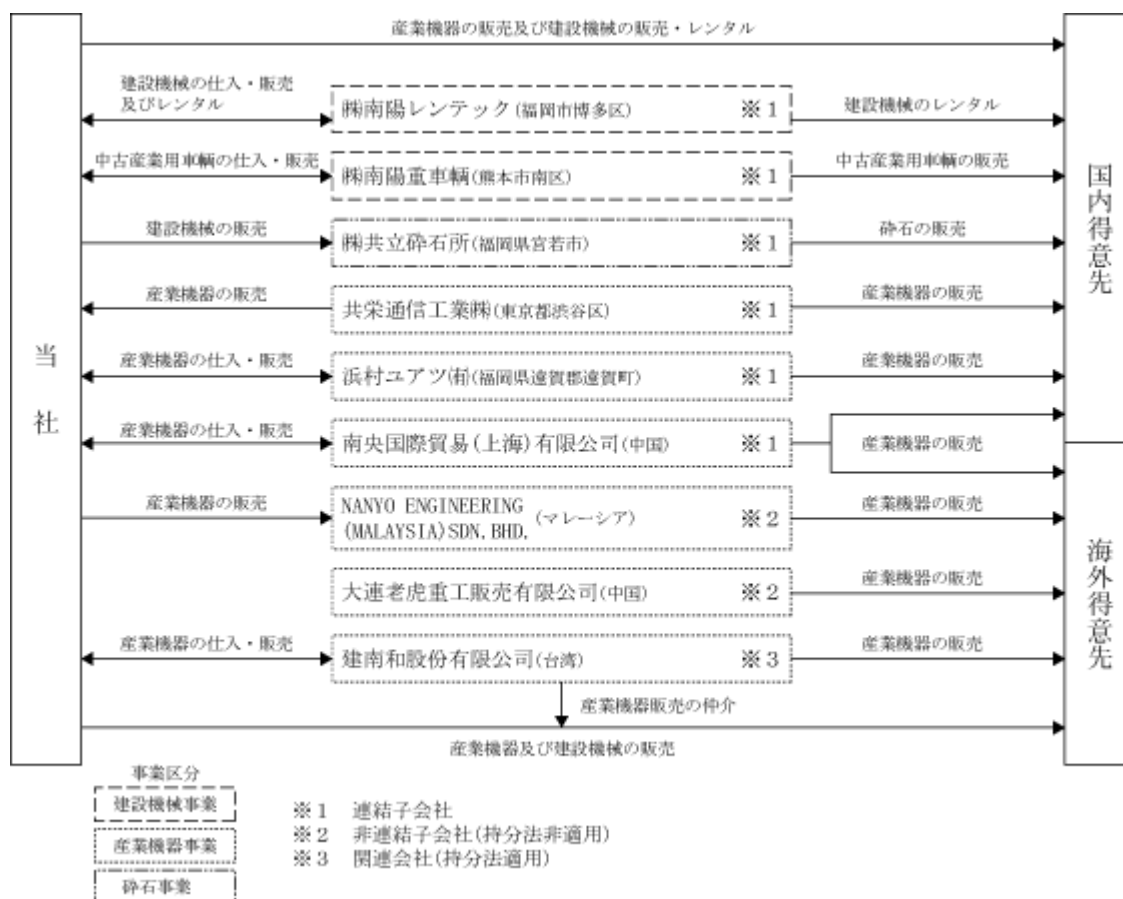 産業機器の販売及び建設機械の販売・レンタル
当社
国内得意先
海外得意先
建設機械の仕入・販売
及びレンタル
㈱南陽レンテック(福岡市博多区) ※1
建設機械のレンタル
中古産業用車輌の仕入・販売
㈱南陽重車輌(熊本市南区) ※1
中古産業用車輌の販売
建設機械の販売
㈱共立砕石所(福岡県宮若市) ※1
砕石の販売
産業機器の販売
共栄通信工業㈱(東京都渋谷区) ※1
産業機器の販売
産業機器の仕入・販売
浜村ユアツ㈲(福岡県遠賀郡遠賀町) ※1
産業機器の販売
産業機器の仕入・販売
南央国際貿易(上海)有限公司(中国) ※1
産業機器の販売
産業機器の販売
NANYO ENGINEERING
(MALAYSIA)SDN.BHD.
(マレーシア) ※2
産業機器の販売
大連老虎重工販売有限公司(中国) ※2
産業機器の販売
産業機器の仕入・販売
建南和股份有限公司(台湾) ※3
産業機器の販売
産業機器販売の仲介
産業機器及び建設機械の販売
事業区分
建設機械事業
産業機器事業
砕石事業
※1 連結子会社
※2 非連結子会社(持分法非適用)
※3 関連会社(持分法適用)